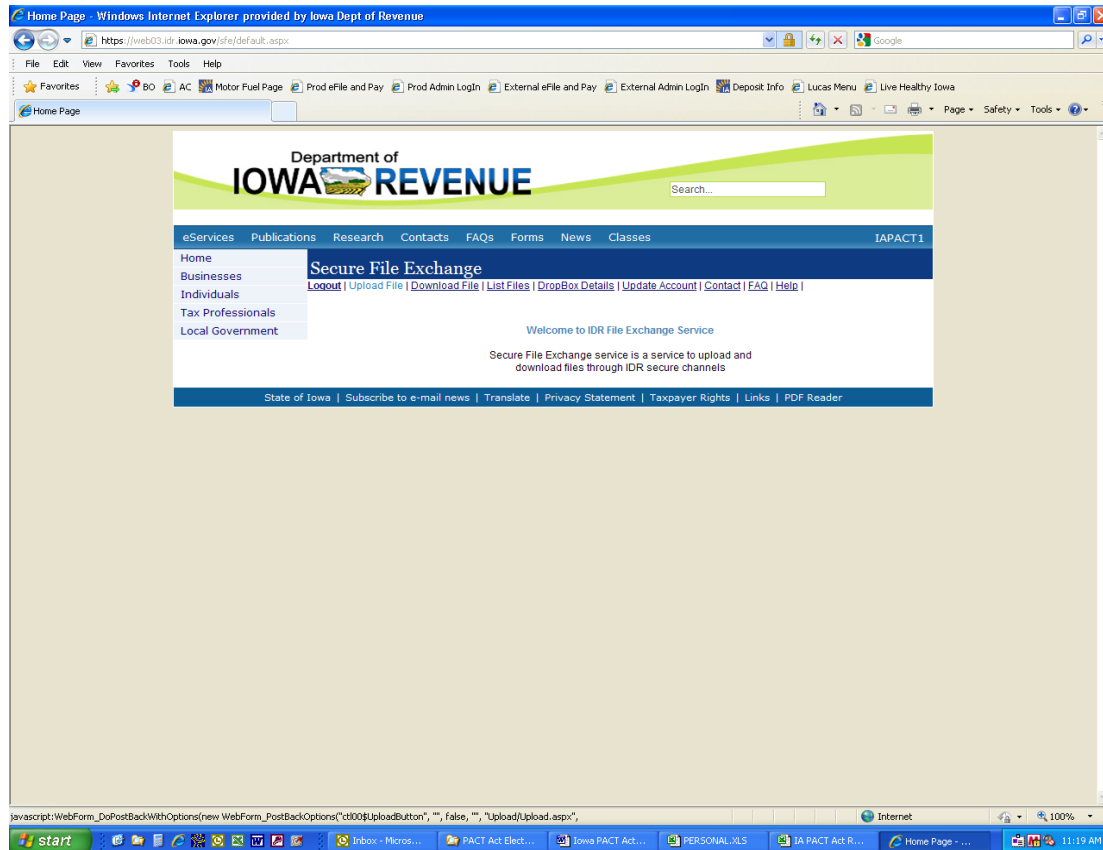 Home Page - Windows Internet Explorer provided by Iowa Dept of Revenue
https://web03.idr.iowa.gov/sfe/default.aspx
Google
File Edit View Favorites Tools Help
Favorites BO AC Motor Fuel Page Prod eFile and Pay Prod Admin LogIn External eFile and Pay External Admin LogIn Deposit Info Lucas Menu Live Healthy Iowa
Home Page
Page Safety Tools
Department of
IOWA REVENUE
Search...
eServices Publications Research Contacts FAQs Forms News Classes IAPACT1
Home
Businesses
Individuals
Tax Professionals
Local Government
Secure File Exchange
Logout | Upload File | Download File | List Files | DropBox Details | Update Account | Contact | FAQ | Help |
Welcome to IDR File Exchange Service
Secure File Exchange service is a service to upload and
download files through IDR secure channels
State of Iowa | Subscribe to e-mail news | Translate | Privacy Statement | Taxpayer Rights | Links | PDF Reader
javascript:WebForm_DoPostBackWithOptions(new WebForm_PostBackOptions("ctl00$UploadButton", "", false, "", "Upload/Upload.aspx",
Internet
100%
start
Inbox - Micros...
PACT Act Elect...
Iowa PACT Act...
PERSONAL.XLS
IA PACT Act R...
Home Page - ...
11:19 AM